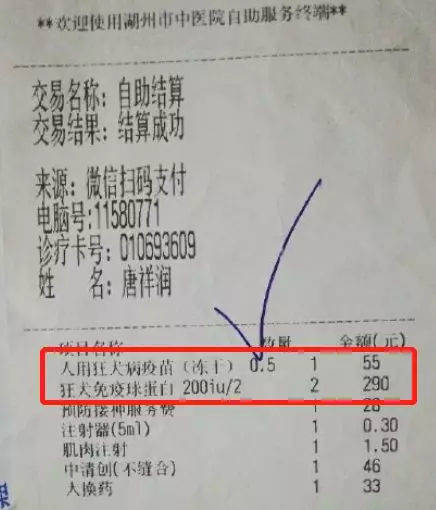 **欢迎使用湖州市中医院自助服务终端**
交易名称: 自助结算
交易结果: 结算成功
来源: 微信扫码支付
电脑号:11580771
诊疗卡号: 010693609
姓 名: 唐祥润
项目名称 数量 金额(元)
人用狂犬病疫苗(冻干) 0.5 1 55
狂犬免疫球蛋白 200iu/2 2 290
预防接种服务费 1 28
注射器(5ml) 1 0.30
肌肉注射 1 1.50
中清创(不缝合) 1 46
大换药 1 33